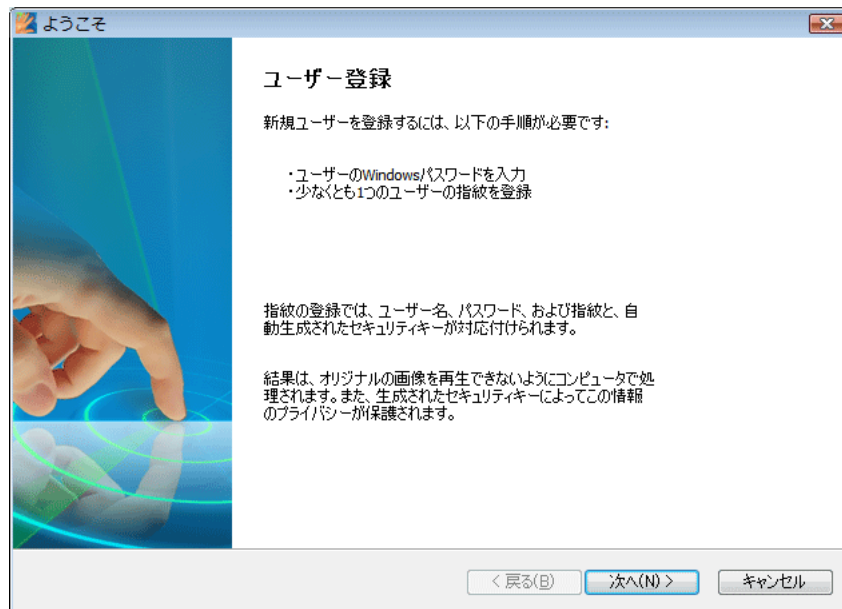 ようこそ
ユーザー登録
新規ユーザーを登録するには、以下の手順が必要です:
・ユーザーのWindowsパスワードを入力
・少なくとも1つのユーザーの指紋を登録
指紋の登録では、ユーザー名、パスワード、および指紋と、自
動生成されたセキュリティキーが対応付けられます。
結果は、オリジナルの画像を再生できないようにコンピュータで処
理されます。また、生成されたセキュリティキーによってこの情報
のプライバシーが保護されます。
< 戻る(B) 次へ(N) > キャンセル